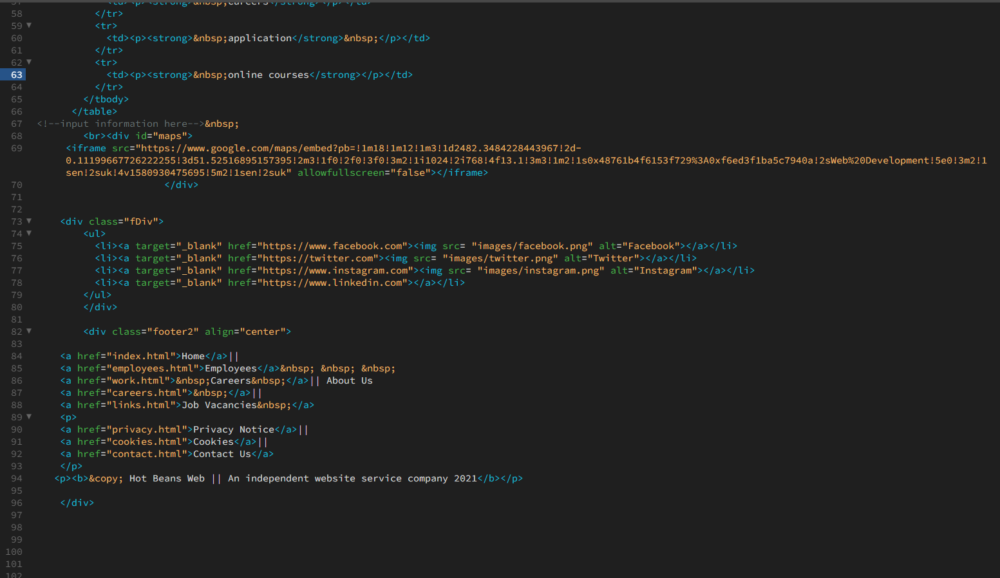 57 <td><p><strong>&nbsp;careers</strong></p></td>
58 </tr>
59 <tr>
60 <td><p><strong>&nbsp;application</strong>&nbsp;</p></td>
61 </tr>
62 <tr>
63 <td><p><strong>&nbsp;online courses</strong></p></td>
64 </tr>
65 </tbody>
66 </table>
67 <!--input information here-->&nbsp;
68 <br><div id="maps">
69 <iframe src="https://www.google.com/maps/embed?pb=!1m18!1m12!1m3!1d2482.3484228443967!2d-
0.11199667726222255!3d51.52516895157395!2m3!1f0!2f0!3f0!3m2!1i1024!2i768!4f13.1!3m3!1m2!1s0x48761b4f6153f729%3A0xf6ed3f1ba5c7940a!2sWeb%20Development!5e0!3m2!1
sen!2suk!4v1580930475695!5m2!1sen!2suk" allowfullscreen="false"></iframe>
70 </div>
71
72
73 <div class="fDiv">
74 <ul>
75 <li><a target="_blank" href="https://www.facebook.com"><img src= "images/facebook.png" alt="Facebook"></a></li>
76 <li><a target="_blank" href="https://twitter.com"><img src= "images/twitter.png" alt="Twitter"></a></li>
77 <li><a target="_blank" href="https://www.instagram.com"><img src= "images/instagram.png" alt="Instagram"></a></li>
78 <li><a target="_blank" href="https://www.linkedin.com"></a></li>
79 </ul>
80 </div>
81
82 <div class="footer2" align="center">
83
84 <a href="index.html">Home</a>||
85 <a href="employees.html">Employees</a>&nbsp; &nbsp; &nbsp;
86 <a href="work.html">&nbsp;Careers&nbsp;</a>|| About Us
87 <a href="careers.html">&nbsp;</a>||
88 <a href="links.html">Job Vacancies&nbsp;</a>
89 <p>
90 <a href="privacy.html">Privacy Notice</a>||
91 <a href="cookies.html">Cookies</a>||
92 <a href="contact.html">Contact Us</a>
93 </p>
94 <p><b>&copy; Hot Beans Web || An independent website service company 2021</b></p>
95
96 </div>
97
98
99
100
101
102